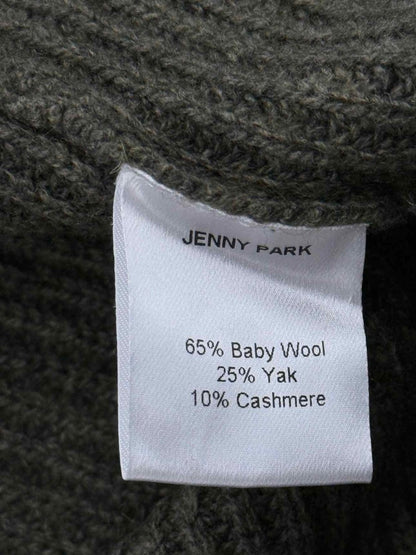 JENNY PARK
65% Baby Wool
25% Yak
10% Cashmere